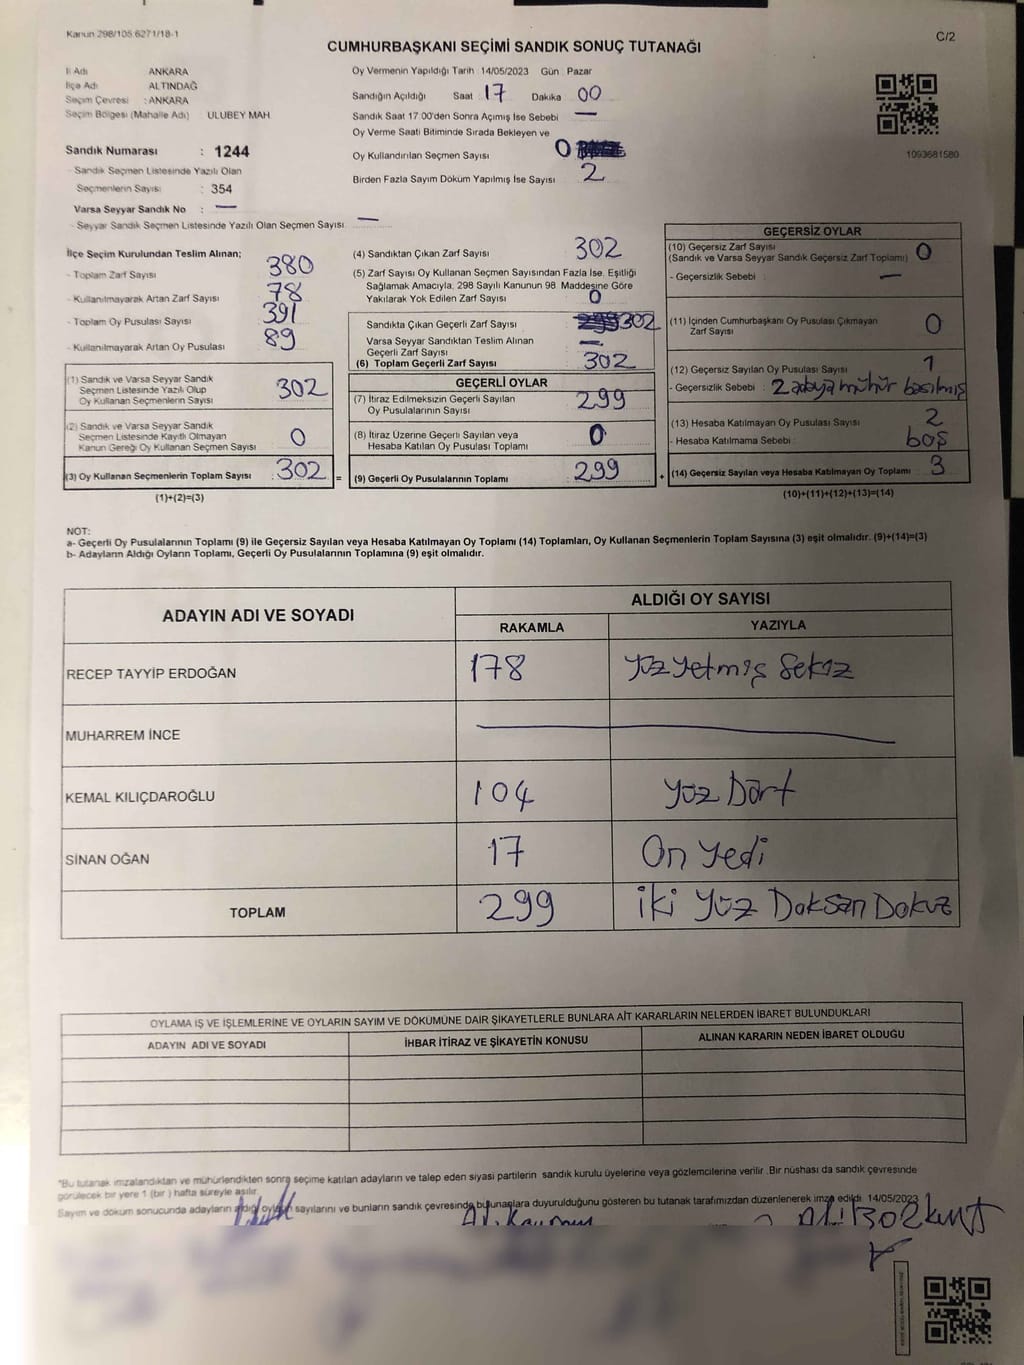 Kanun 298/105 6271/18-1
C/2
CUMHURBAŞKANI SEÇİMİ SANDIK SONUÇ TUTANAĞI
İl Adı ANKARA
İlçe Adı ALTINDAĞ
Seçim Çevresi : ANKARA
Seçim Bölgesi (Mahalle Adı) ULUBEY MAH
Sandık Numarası : 1244
- Sandık Seçmen Listesinde Yazılı Olan
Seçmenlerin Sayısı : 354
Varsa Seyyar Sandık No : —
- Seyyar Sandık Seçmen Listesinde Yazılı Olan Seçmen Sayısı —
Oy Vermenin Yapıldığı Tarih 14/05/2023 Gün Pazar
Sandığın Açıldığı Saat 17 Dakika 00
Sandık Saat 17.00'den Sonra Açımış Ise Sebebi —
Oy Verme Saati Bitiminde Sırada Bekleyen ve
Oy Kullandırılan Seçmen Sayısı 0
Birden Fazla Sayım Döküm Yapılmış İse Sayısı 2
1093681580
İlçe Seçim Kurulundan Teslim Alınan;
- Toplam Zarf Sayısı 380
- Kullanılmayarak Artan Zarf Sayısı 78
- Toplam Oy Pusulası Sayısı 391
- Kullanılmayarak Artan Oy Pusulası 89
(1) Sandık ve Varsa Seyyar Sandık
Seçmen Listesinde Yazılı Olup
Oy Kullanan Seçmenlerin Sayısı 302
(2) Sandık ve Varsa Seyyar Sandık
Seçmen Listesinde Kayıtlı Olmayan
Kanun Gereği Oy Kullanan Seçmen Sayısı 0
(3) Oy Kullanan Seçmenlerin Toplam Sayısı : 302 =
(1)+(2)=(3)
(4) Sandıktan Çıkan Zarf Sayısı 302
(5) Zarf Sayısı Oy Kullanan Seçmen Sayısından Fazla İse, Eşitliği
Sağlamak Amacıyla, 298 Sayılı Kanunun 98. Maddesine Göre
Yakılarak Yok Edilen Zarf Sayısı 0
Sandıkta Çıkan Geçerli Zarf Sayısı 302
Varsa Seyyar Sandıktan Teslim Alınan
Geçerli Zarf Sayısı —
(6) Toplam Geçerli Zarf Sayısı 302
GEÇERLİ OYLAR
(7) İtiraz Edilmeksizin Geçerli Sayılan
Oy Pusulalarının Sayısı 299
(8) İtiraz Üzerine Geçerli Sayılan veya
Hesaba Katılan Oy Pusulası Toplamı 0
(9) Geçerli Oy Pusulalarının Toplamı 299 +
GEÇERSİZ OYLAR
(10) Geçersiz Zarf Sayısı
(Sandık ve Varsa Seyyar Sandık Geçersiz Zarf Toplamı) 0
- Geçersizlik Sebebi : —
(11) İçinden Cumhurbaşkanı Oy Pusulası Çıkmayan
Zarf Sayısı 0
(12) Geçersiz Sayılan Oy Pusulası Sayısı 1
- Geçersizlik Sebebi : 2 adaya mühür basılmış
(13) Hesaba Katılmayan Oy Pusulası Sayısı 2
- Hesaba Katılmama Sebebi : boş
(14) Geçersiz Sayılan veya Hesaba Katılmayan Oy Toplamı 3
(10)+(11)+(12)+(13)=(14)
NOT:
a- Geçerli Oy Pusulalarının Toplamı (9) ile Geçersiz Sayılan veya Hesaba Katılmayan Oy Toplamı (14) Toplamları, Oy Kullanan Seçmenlerin Toplam Sayısına (3) eşit olmalıdır. (9)+(14)=(3)
b- Adayların Aldığı Oyların Toplamı, Geçerli Oy Pusulalarının Toplamına (9) eşit olmalıdır.
ADAYIN ADI VE SOYADI ALDIĞI OY SAYISI
RAKAMLA YAZIYLA
RECEP TAYYİP ERDOĞAN 178 Yüz yetmiş Sekiz
MUHARREM İNCE —
KEMAL KILIÇDAROĞLU 104 Yüz Dört
SİNAN OĞAN 17 On Yedi
TOPLAM 299 iki Yüz Doksan Dokuz
OYLAMA İŞ VE İŞLEMLERİNE VE OYLARIN SAYIM VE DÖKÜMÜNE DAİR ŞİKAYETLERLE BUNLARA AİT KARARLARIN NELERDEN İBARET BULUNDUKLARI
ADAYIN ADI VE SOYADI İHBAR İTİRAZ VE ŞİKAYETİN KONUSU ALINAN KARARIN NEDEN İBARET OLDUĞU
"Bu tutanak imzalandıktan ve mühürlendikten sonra seçime katılan adayların ve talep eden siyasi partilerin sandık kurulu üyelerine veya gözlemcilerine verilir. Bir nüshası da sandık çevresinde
görülecek bir yere 1 (bir) hafta süreyle asılır.
Sayım ve döküm sonucunda adayların aldığı oyların sayılarını ve bunların sandık çevresinde bulunanlara duyurulduğunu gösteren bu tutanak tarafımızdan düzenlenerek imza edildi. 14/05/2023